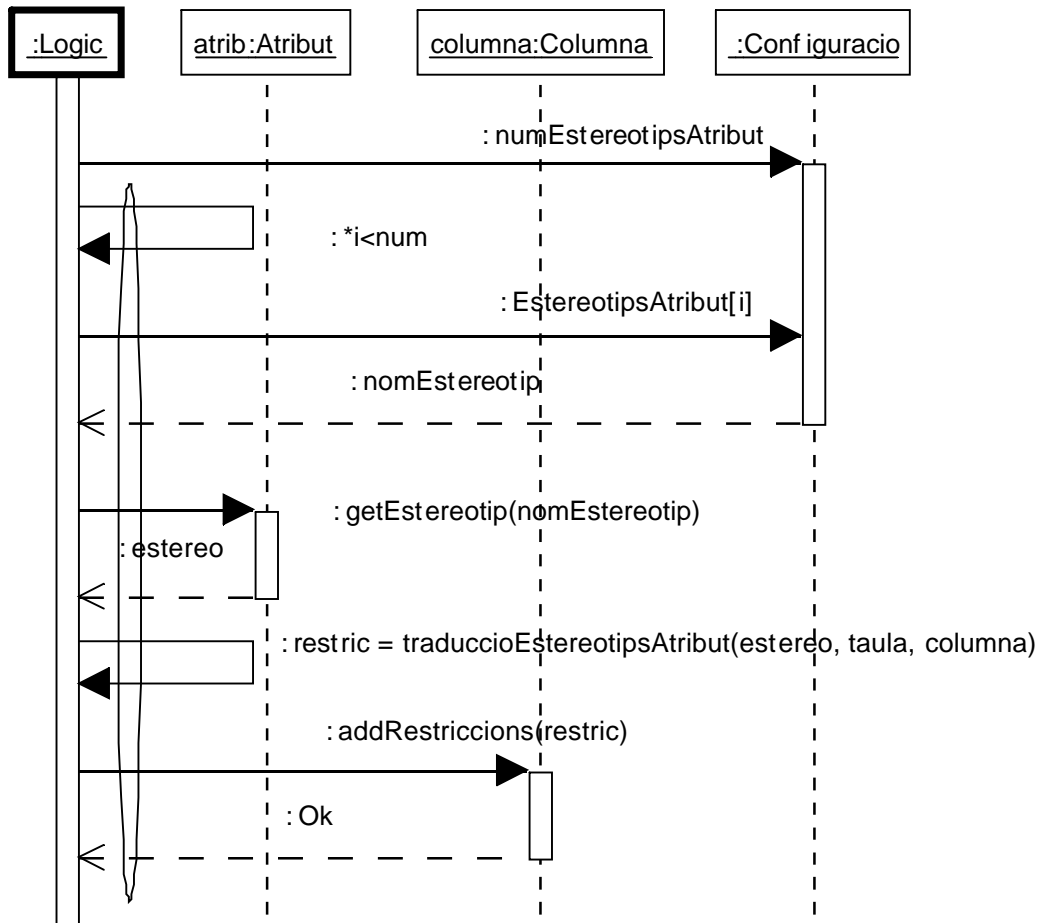 :Logic
atrib:Atribut
columna:Columna
:Configuracio
: numEstereotipsAtribut
: *i<num
: EstereotipsAtribut[i]
: nomEstereotip
: getEstereotip(nomEstereotip)
: estereo
: restric = traduccioEstereotipsAtribut(estereo, taula, columna)
: addRestriccions(restric)
: Ok